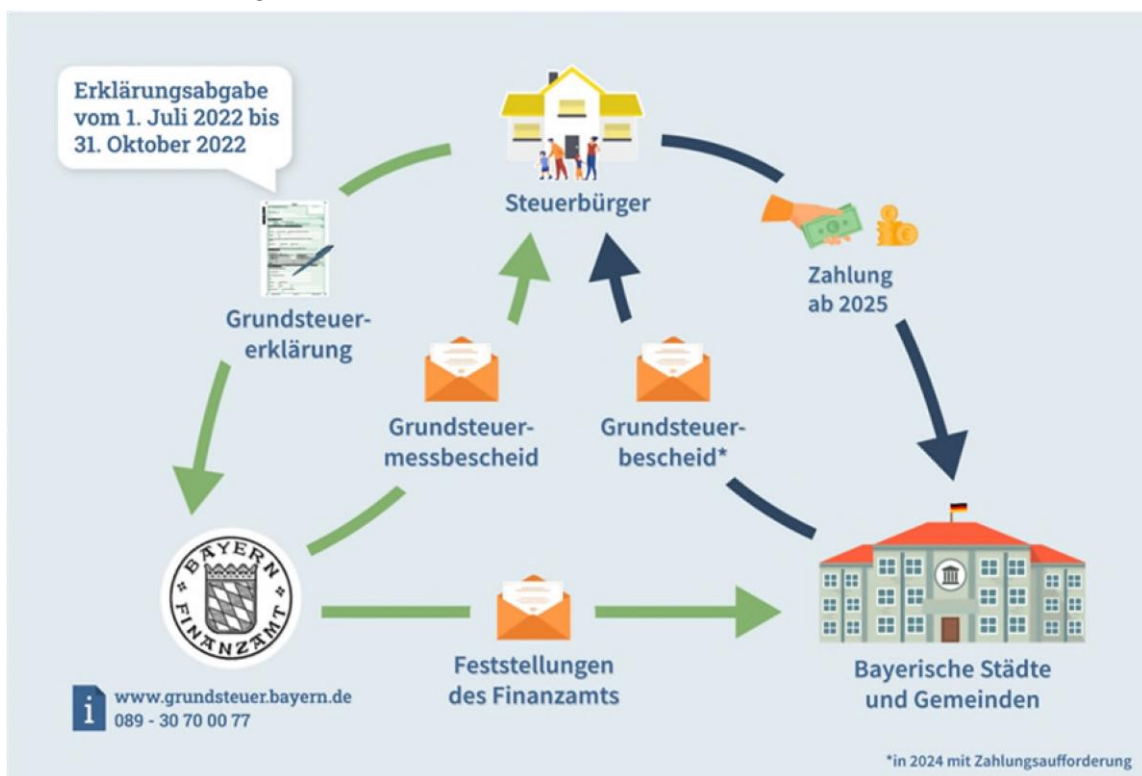 Erklärungsabgabe
vom 1. Juli 2022 bis
31. Oktober 2022
Steuerbürger
Grundsteuer-
erklärung
Zahlung
ab 2025
Grundsteuer-
messbescheid
Grundsteuer-
bescheid*
BAYERN
FINANZAMT
Feststellungen
des Finanzamts
Bayerische Städte
und Gemeinden
i
www.grundsteuer.bayern.de
089 - 30 70 00 77
*in 2024 mit Zahlungsaufforderung